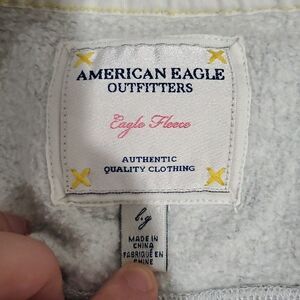 AMERICAN EAGLE
OUTFITTERS
Eagle Fleece
AUTHENTIC
QUALITY CLOTHING
l.g
MADE IN
CHINA
FABRIQUÉ EN
CHINE